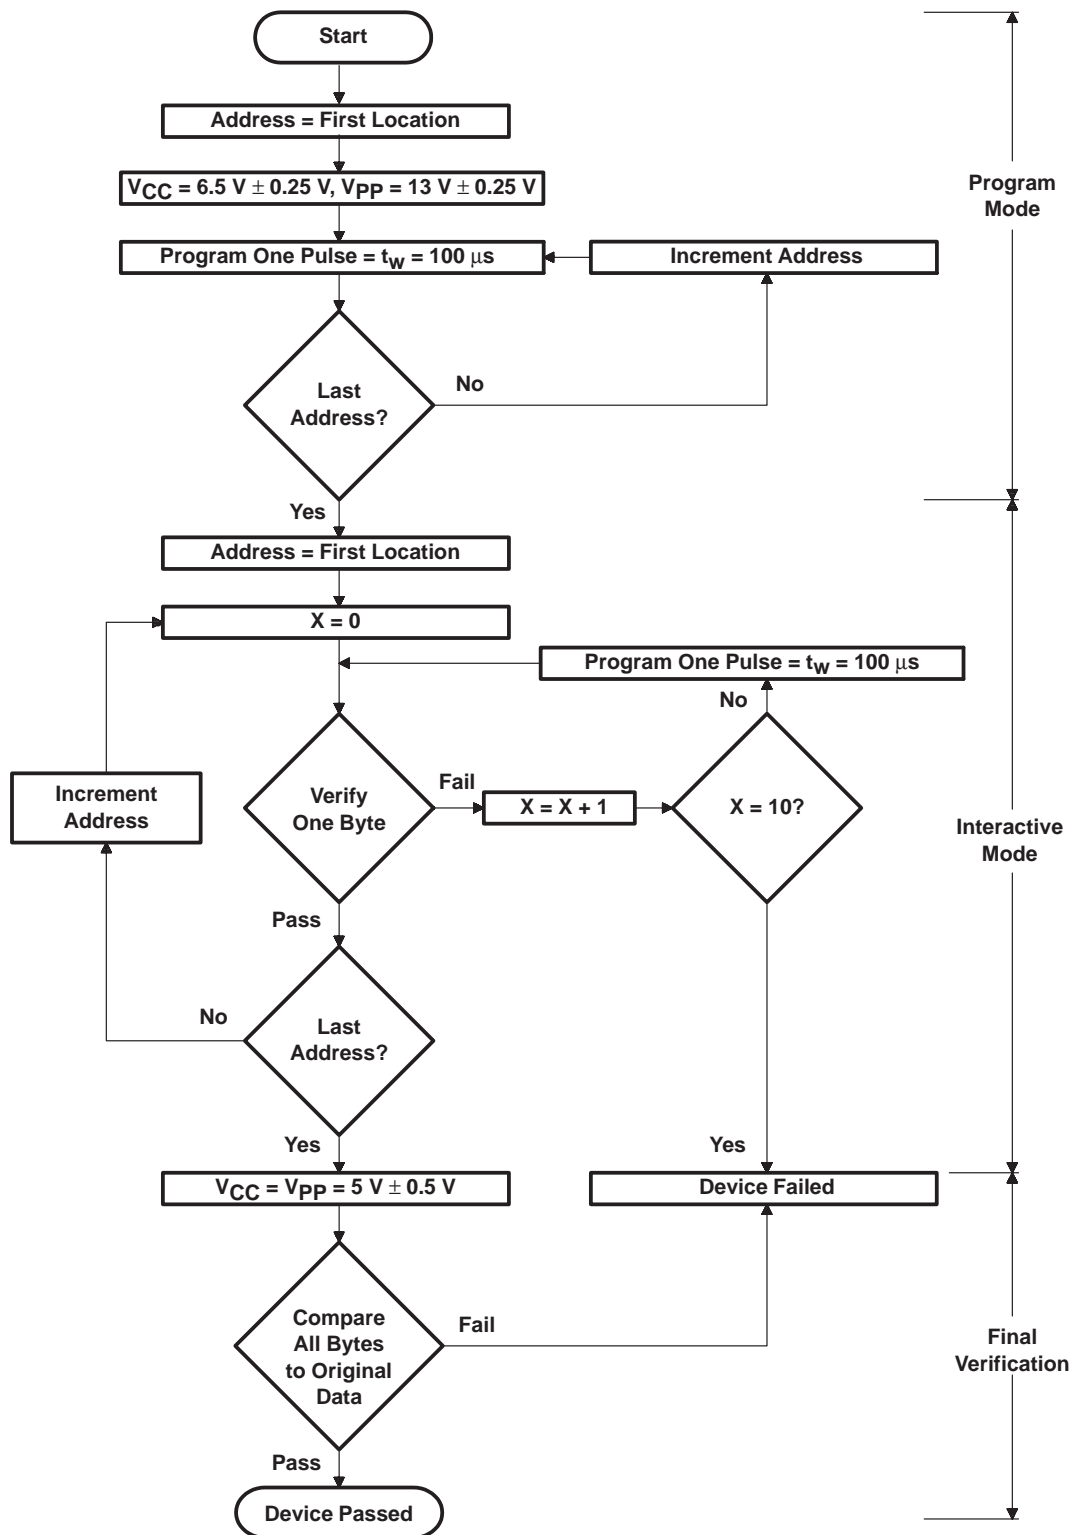 Start
Address = First Location
VCC = 6.5 V ± 0.25 V, VPP = 13 V ± 0.25 V
Program
Mode
Program One Pulse = tw = 100 μs
Increment Address
Last
Address?
No
Yes
Address = First Location
X = 0
Program One Pulse = tw = 100 μs
No
Increment
Address
Verify
One Byte
Fail
X = X + 1
X = 10?
Interactive
Mode
Pass
No
Last
Address?
Yes
Yes
VCC = VPP = 5 V ± 0.5 V
Device Failed
Compare
All Bytes
to Original
Data
Fail
Final
Verification
Pass
Device Passed